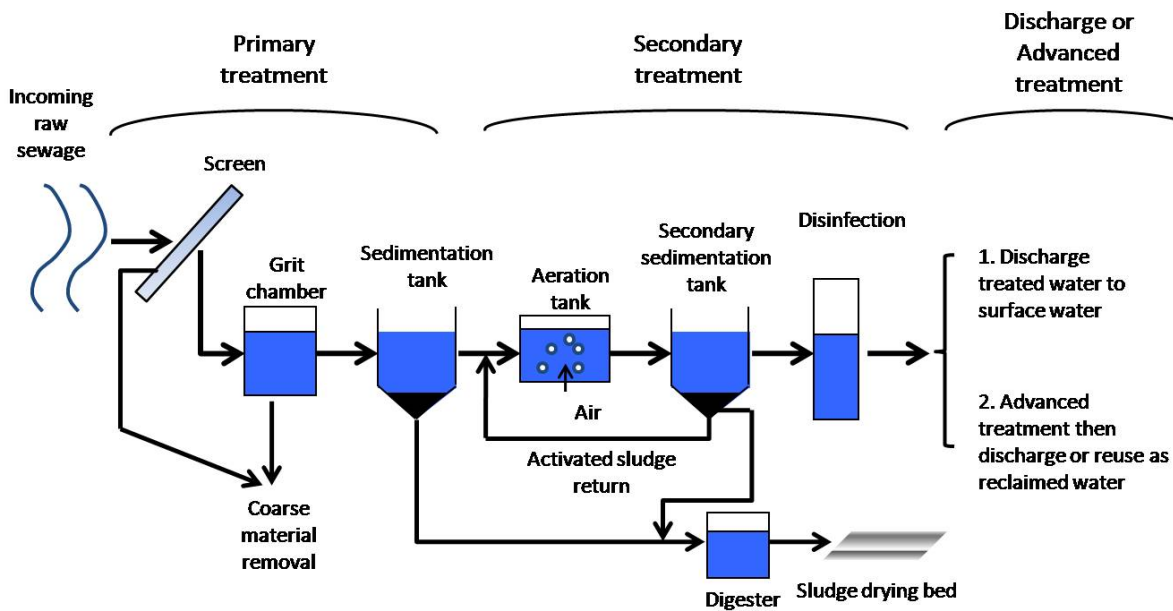 Primary
treatment
Secondary
treatment
Discharge or
Advanced
treatment
Incoming
raw
sewage
Screen
Grit
chamber
Sedimentation
tank
Aeration
tank
Air
Secondary
sedimentation
tank
Disinfection
1. Discharge
treated water to
surface water
2. Advanced
treatment then
discharge or reuse as
reclaimed water
Activated sludge
return
Coarse
material
removal
Digester
Sludge drying bed